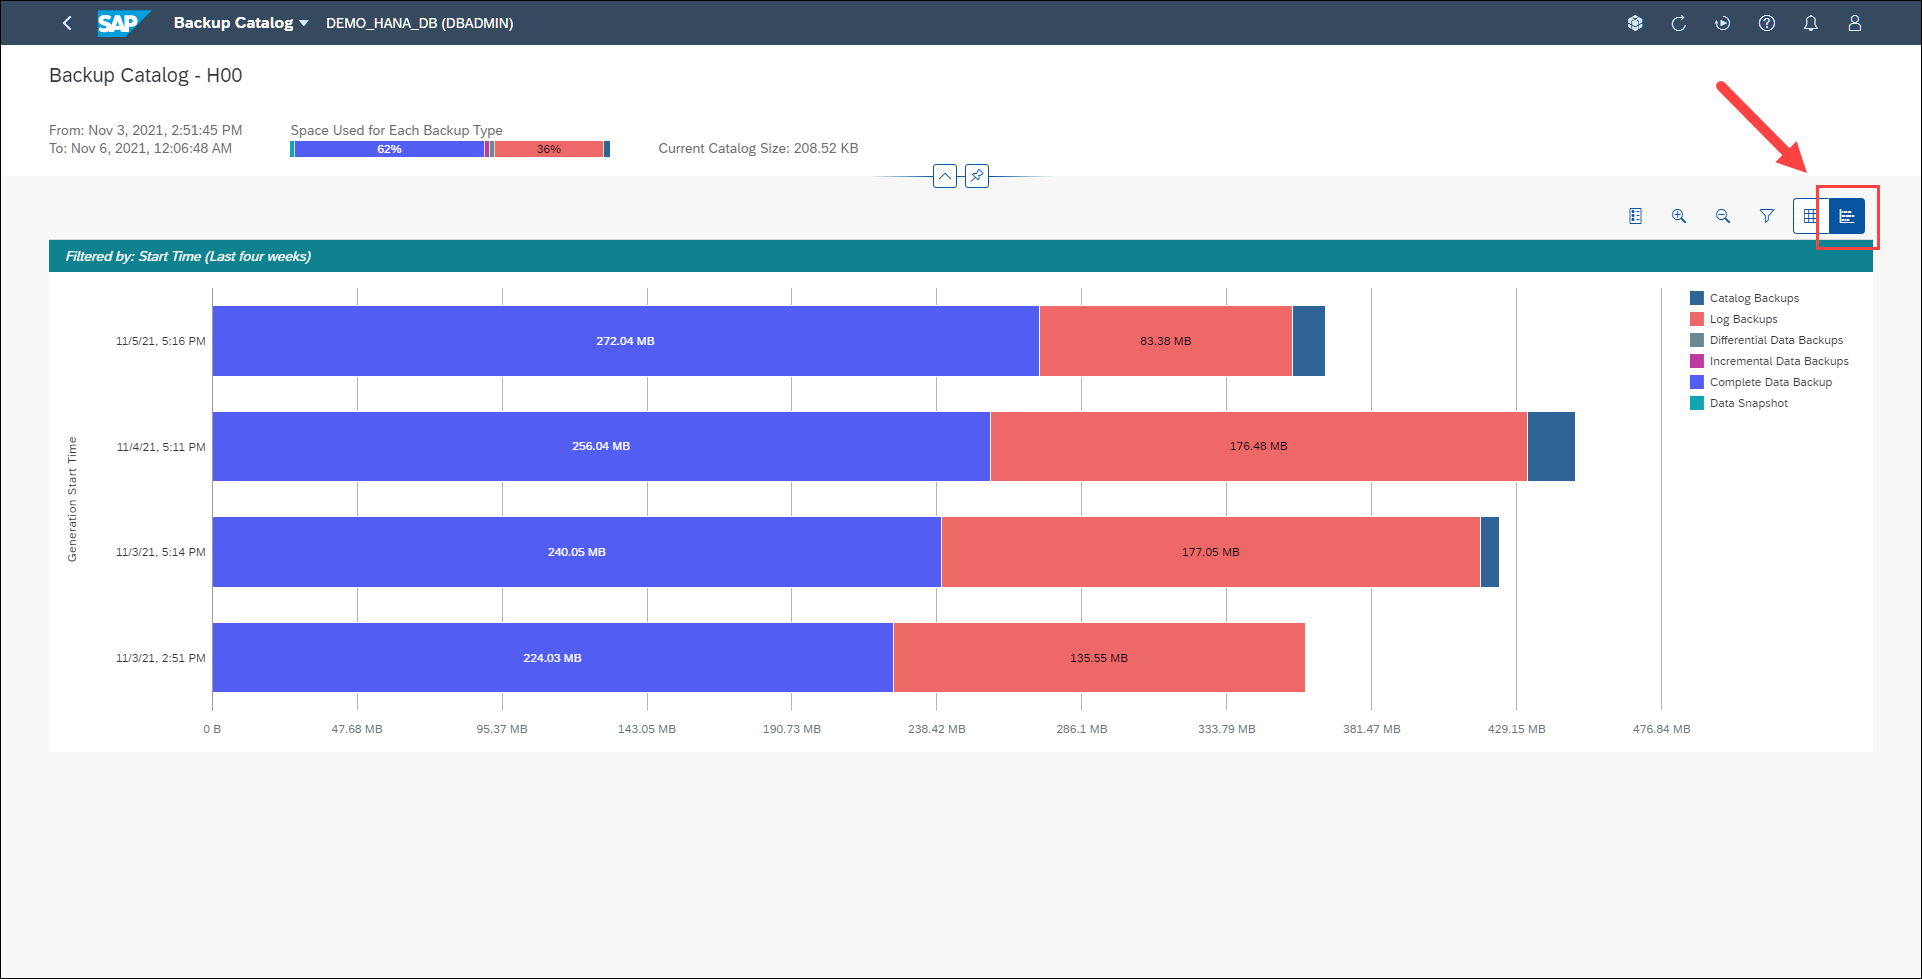 SAP Backup Catalog DEMO_HANA_DB (DBADMIN)
Backup Catalog - H00
From: Nov 3, 2021, 2:51:45 PM
To: Nov 6, 2021, 12:06:48 AM
Space Used for Each Backup Type
62% 36%
Current Catalog Size: 208.52 KB
Filtered by: Start Time (Last four weeks)
Generation Start Time
11/5/21, 5:16 PM 272.04 MB 83.38 MB
11/4/21, 5:11 PM 256.04 MB 176.48 MB
11/3/21, 5:14 PM 240.05 MB 177.05 MB
11/3/21, 2:51 PM 224.03 MB 135.55 MB
0 B 47.68 MB 95.37 MB 143.05 MB 190.73 MB 238.42 MB 286.1 MB 333.79 MB 381.47 MB 429.15 MB 476.84 MB
Catalog Backups
Log Backups
Differential Data Backups
Incremental Data Backups
Complete Data Backup
Data Snapshot